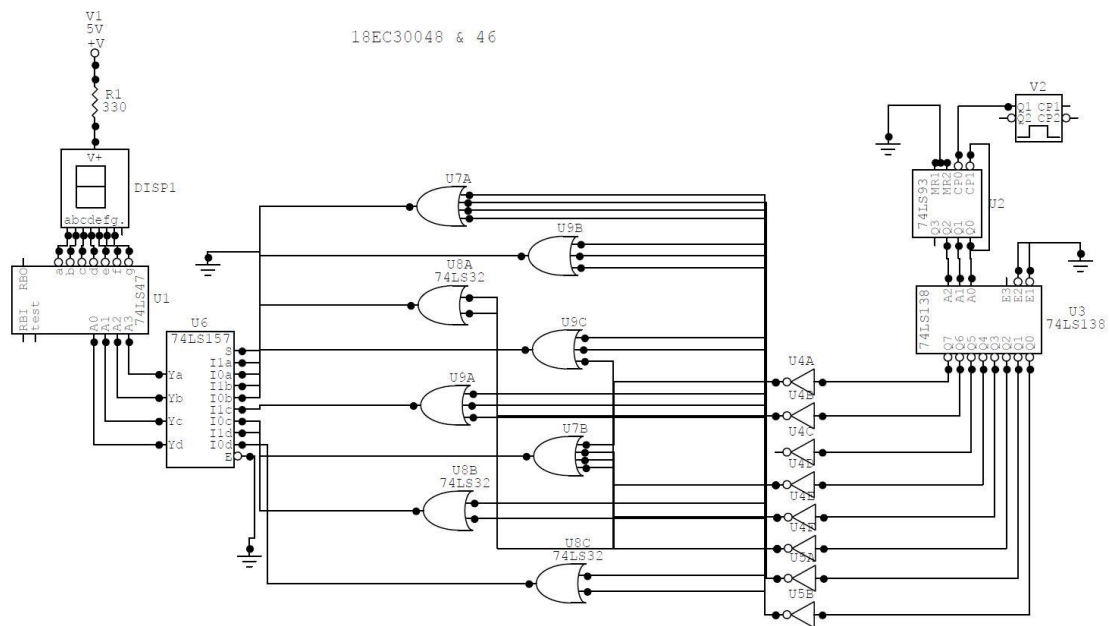 V1
5V
+V
18EC30048 & 46
R1
330
V2
Q1 CP1
Q2 CP2
V+
DISP1
abcdefg.
MR1
MR2
CP0
CP1
74LS93
U2
Q3
Q2
Q1
Q0
U7A
U9B
U8A
74LS32
RBO
a
b
c
d
e
f
g
U1
74LS47
RBI
test
A0
A1
A2
A3
A2
A1
A0
E3
E2
E1
U3
74LS138
74LS138
Q7
Q6
Q5
Q4
Q3
Q2
Q1
Q0
U6
74LS157
S
I1a
I0a
I1b
I0b
I1c
I0c
I1d
I0d
E
Ya
Yb
Yc
Yd
U9C
U9A
U7B
U8B
74LS32
U8C
74LS32
U4A
U4B
U4C
U4D
U4E
U4F
U5A
U5B